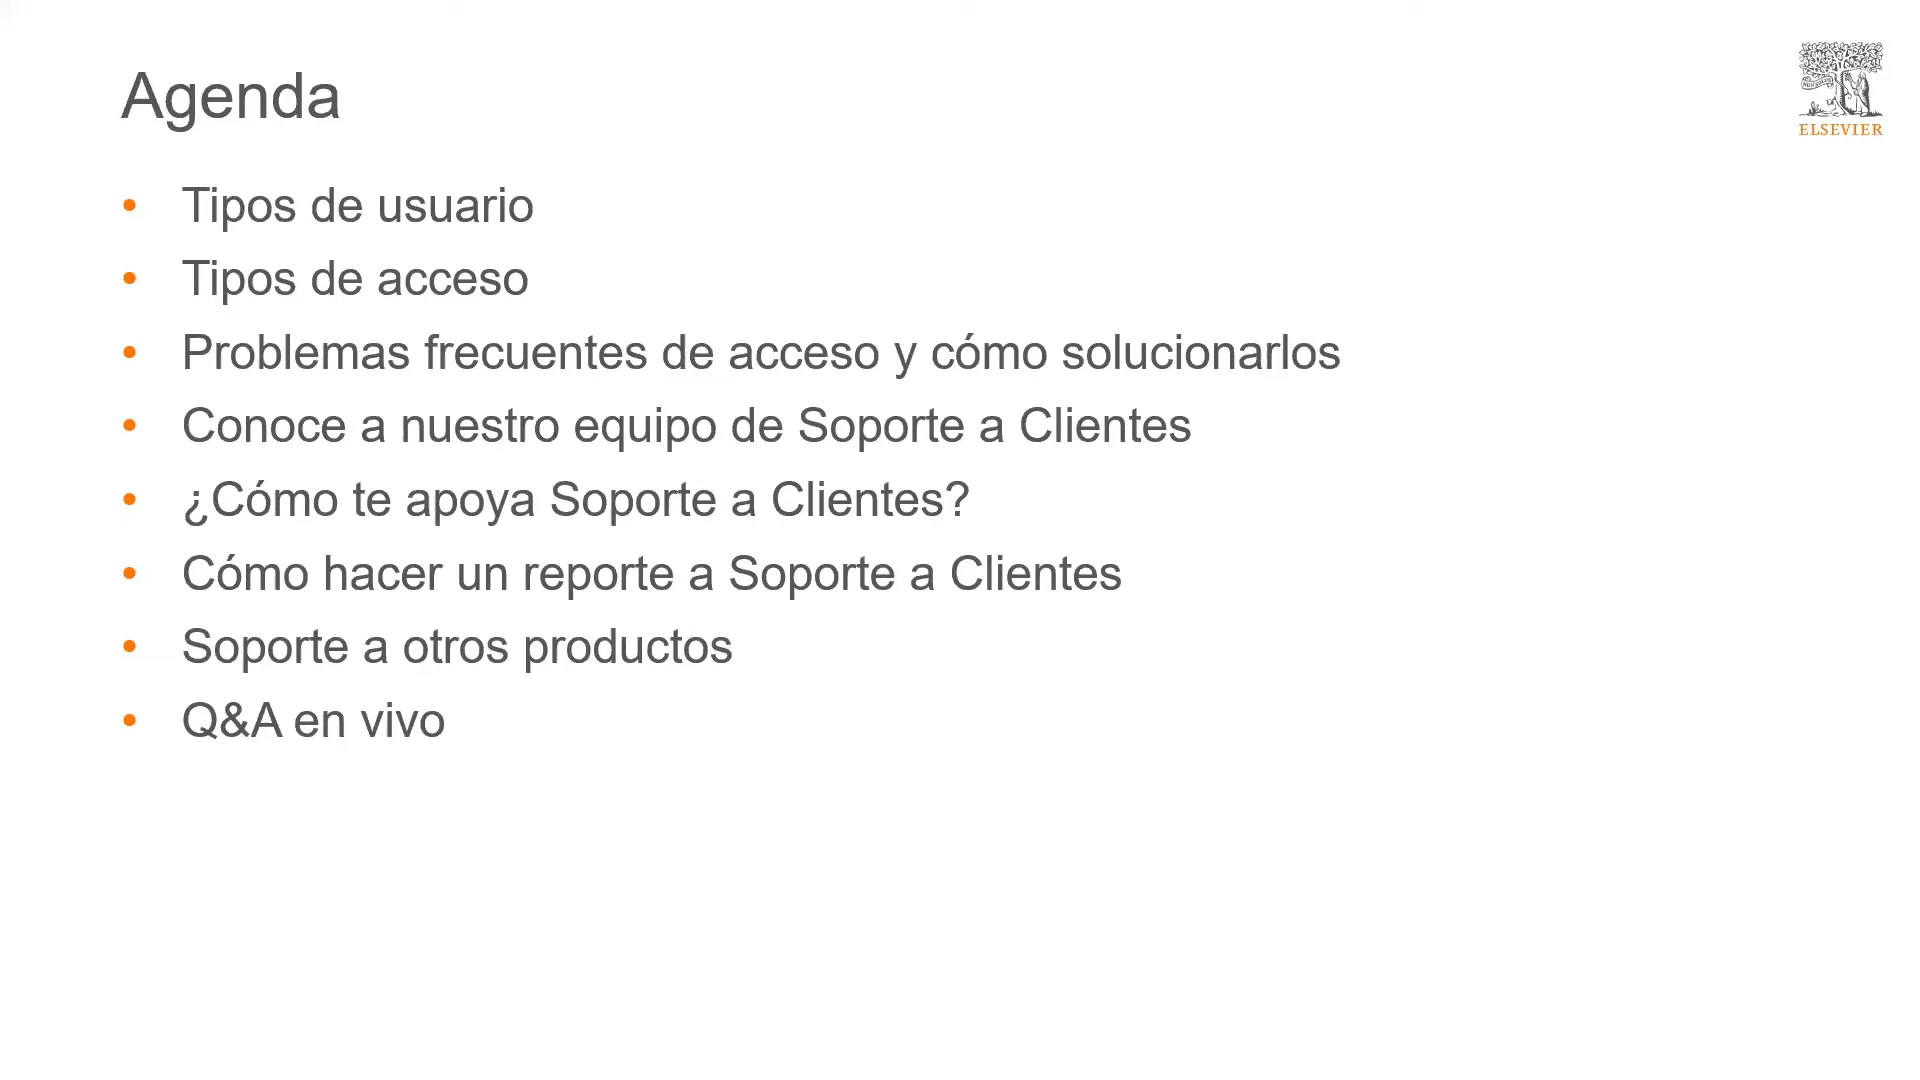 Agenda
ELSEVIER
• Tipos de usuario
• Tipos de acceso
• Problemas frecuentes de acceso y cómo solucionarlos
• Conoce a nuestro equipo de Soporte a Clientes
• ¿Cómo te apoya Soporte a Clientes?
• Cómo hacer un reporte a Soporte a Clientes
• Soporte a otros productos
• Q&A en vivo